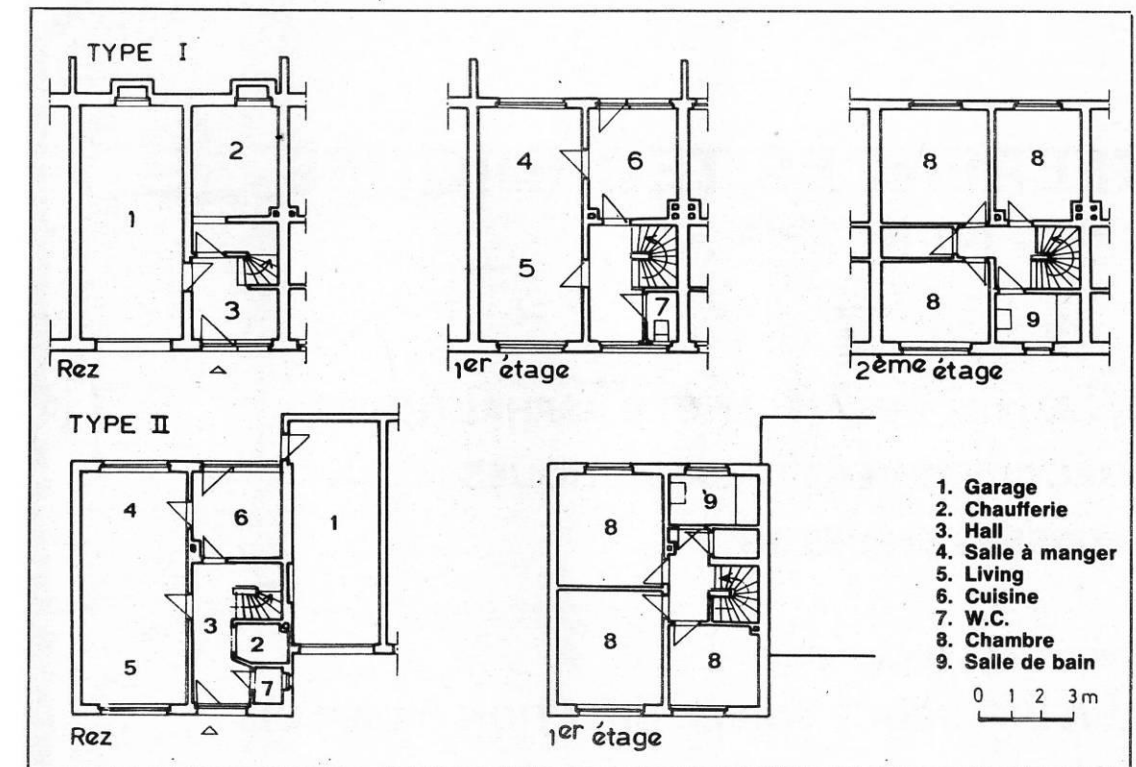 TYPE I
2
1
3
Rez
4
6
5
7
1er étage
8
8
8
9
2ème étage
TYPE II
4
6
1
3
2
5
7
Rez
9
8
8
8
1er étage
1. Garage
2. Chaufferie
3. Hall
4. Salle à manger
5. Living
6. Cuisine
7. W.C.
8. Chambre
9. Salle de bain
0 1 2 3m